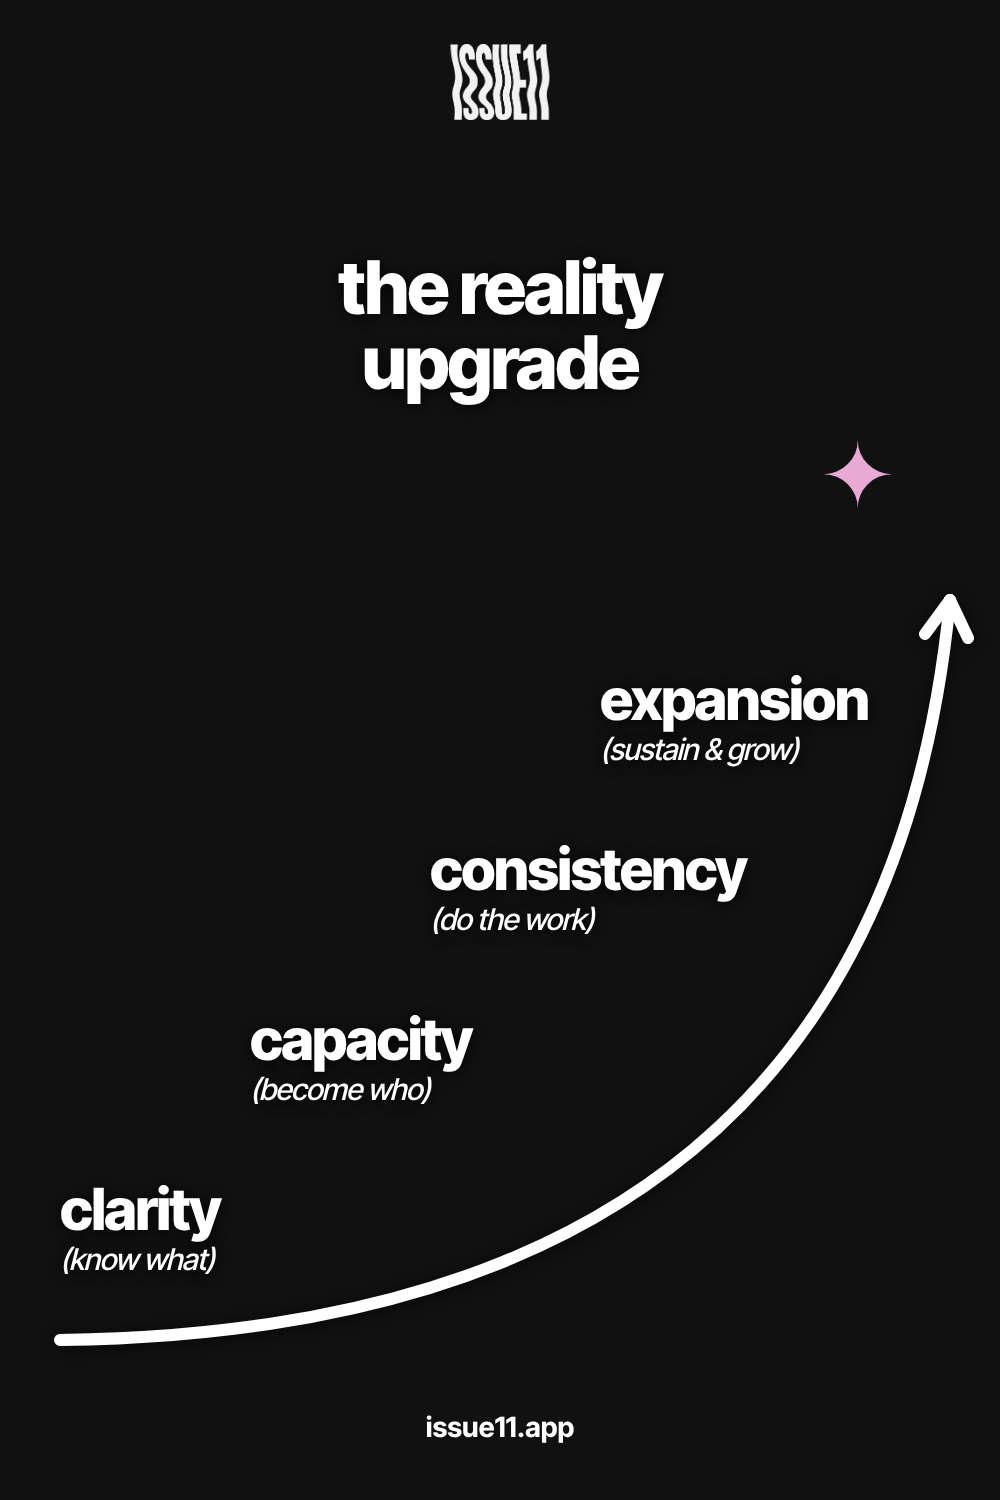 ISSUE11
the reality
upgrade
expansion
(sustain & grow)
consistency
(do the work)
capacity
(become who)
clarity
(know what)
issue11.app